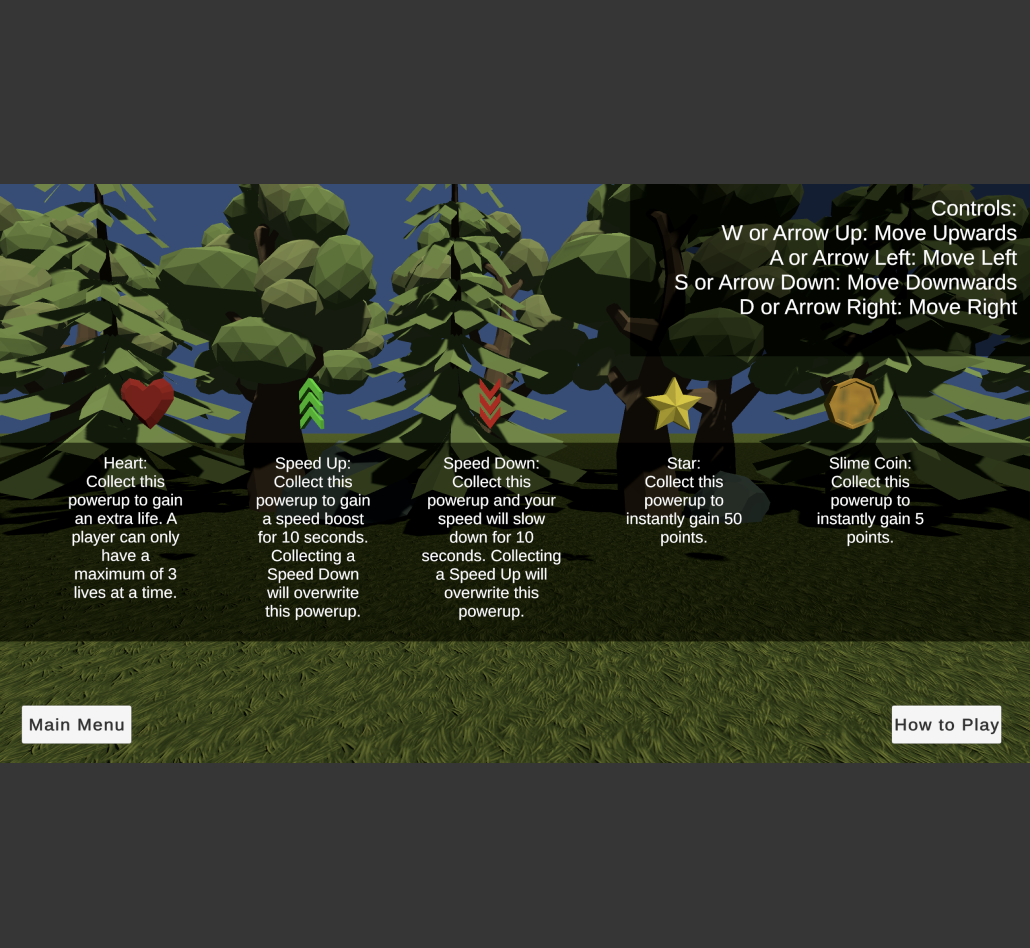 Controls:
W or Arrow Up: Move Upwards
A or Arrow Left: Move Left
S or Arrow Down: Move Downwards
D or Arrow Right: Move Right
Heart:
Collect this
powerup to gain
an extra life. A
player can only
have a
maximum of 3
lives at a time.
Speed Up:
Collect this
powerup to gain
a speed boost
for 10 seconds.
Collecting a
Speed Down
will overwrite
this powerup.
Speed Down:
Collect this
powerup and your
speed will slow
down for 10
seconds. Collecting
a Speed Up will
overwrite this
powerup.
Star:
Collect this
powerup to
instantly gain 50
points.
Slime Coin:
Collect this
powerup to
instantly gain 5
points.
Main Menu
How to Play